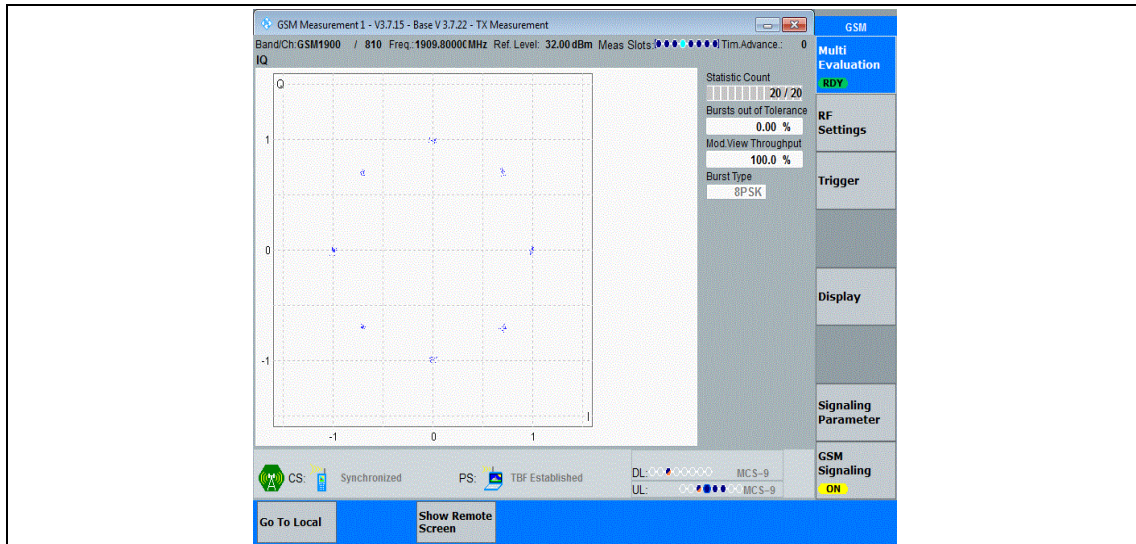 GSM Measurement 1 - V3.7.15 - Base V 3.7.22 - TX Measurement
GSM
Band/Ch:GSM1900 / 810 Freq.:1909.80000 MHz Ref. Level: 32.00 dBm Meas Slots: Tim.Advance.: 0
IQ
Multi
Evaluation
RDY
Q
Statistic Count
20 / 20
Bursts out of Tolerance
0.00 %
Mod.View Throughput
100.0 %
Burst Type
8PSK
RF
Settings
Trigger
Display
Signaling
Parameter
GSM
Signaling
ON
1
0
-1
I
-1 0 1
CS: Synchronized PS: TBF Established
DL: MCS-9
UL: MCS-9
Go To Local
Show Remote
Screen